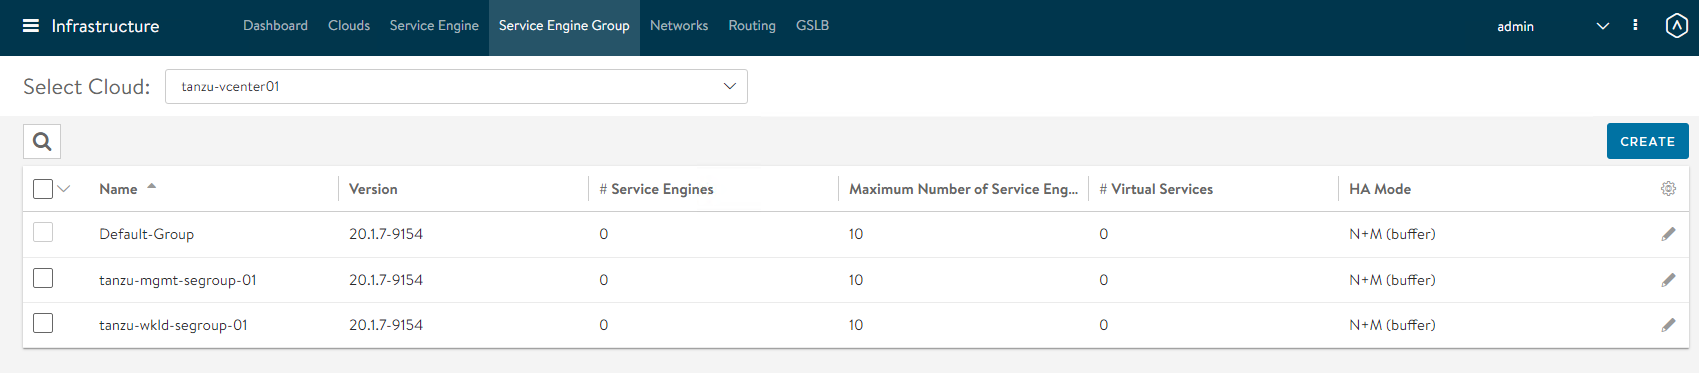 Infrastructure Dashboard Clouds Service Engine Service Engine Group Networks Routing GSLB admin
Select Cloud: tanzu-vcenter01
CREATE
Name Version # Service Engines Maximum Number of Service Eng... # Virtual Services HA Mode
Default-Group 20.1.7-9154 0 10 0 N+M (buffer)
tanzu-mgmt-segroup-01 20.1.7-9154 0 10 0 N+M (buffer)
tanzu-wkld-segroup-01 20.1.7-9154 0 10 0 N+M (buffer)